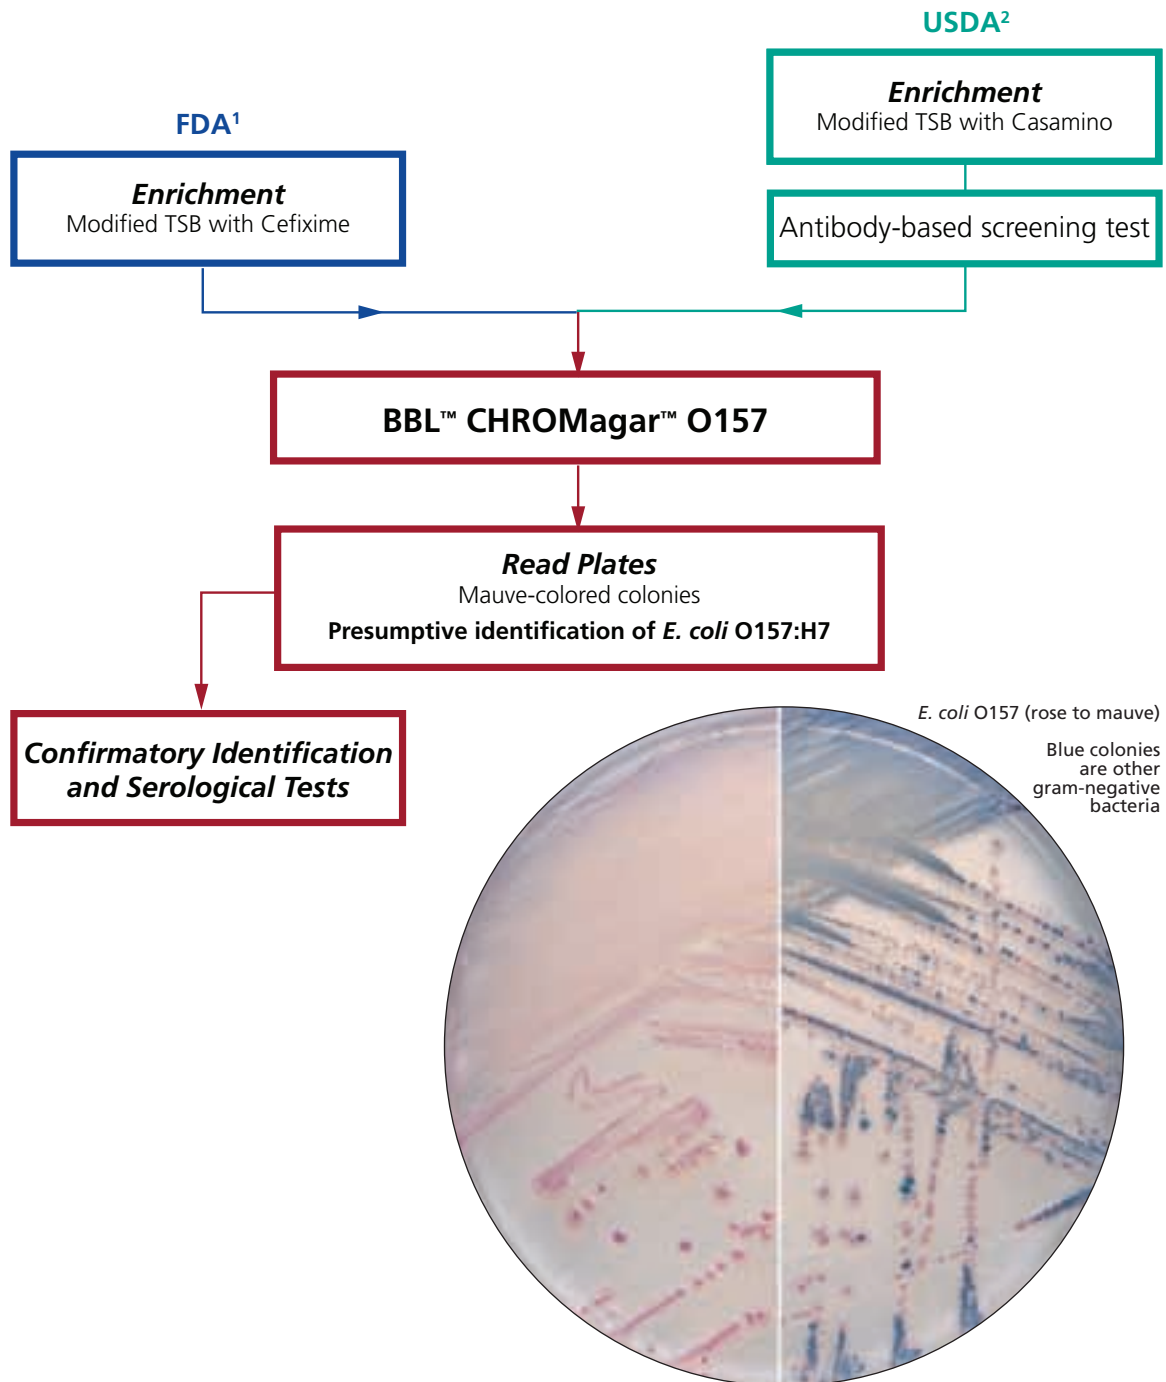 USDA²
Enrichment
Modified TSB with Casamino
FDA¹
Enrichment
Modified TSB with Cefixime
Antibody-based screening test
BBL™ CHROMagar™ O157
Read Plates
Mauve-colored colonies
Presumptive identification of E. coli O157:H7
Confirmatory Identification
and Serological Tests
E. coli O157 (rose to mauve)
Blue colonies
are other
gram-negative
bacteria